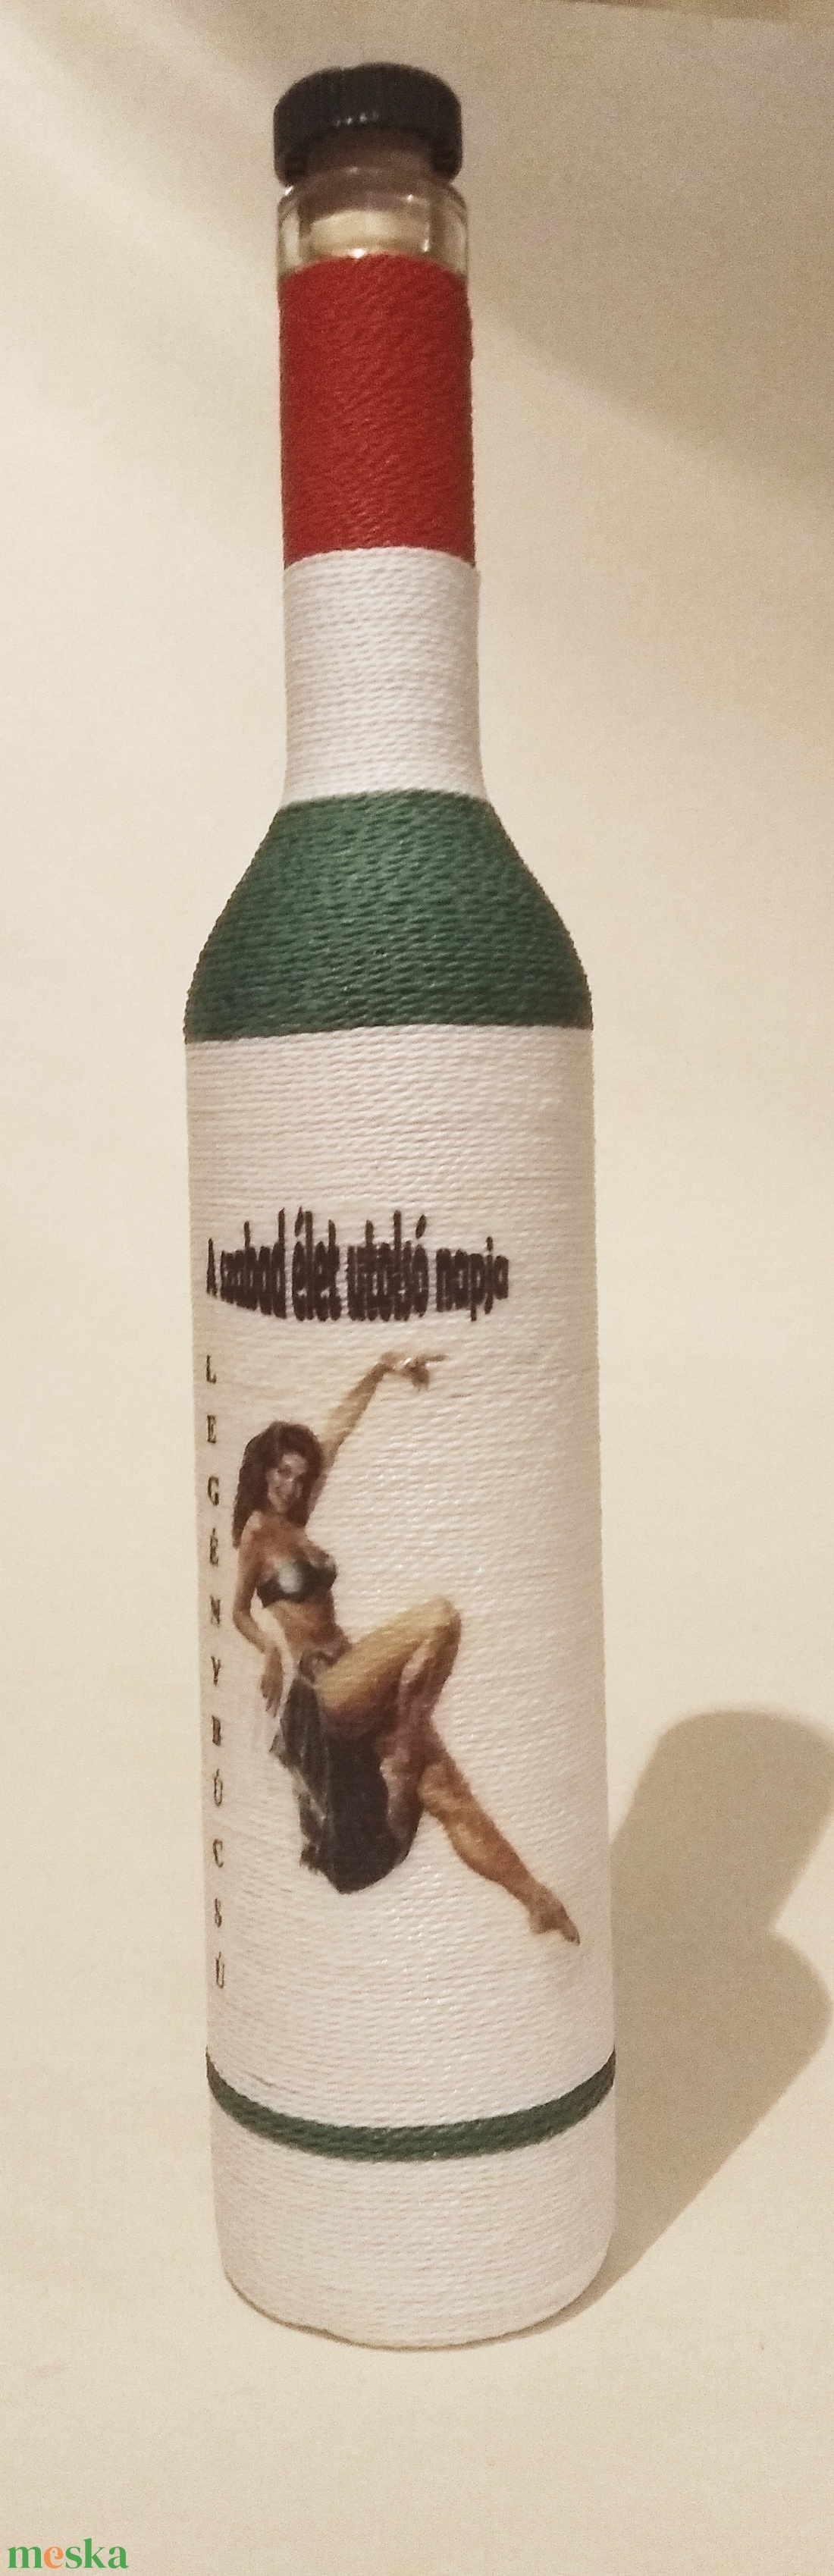 A szabad élet utolsó napja
LEGÉNYBÚCSÚ
meska